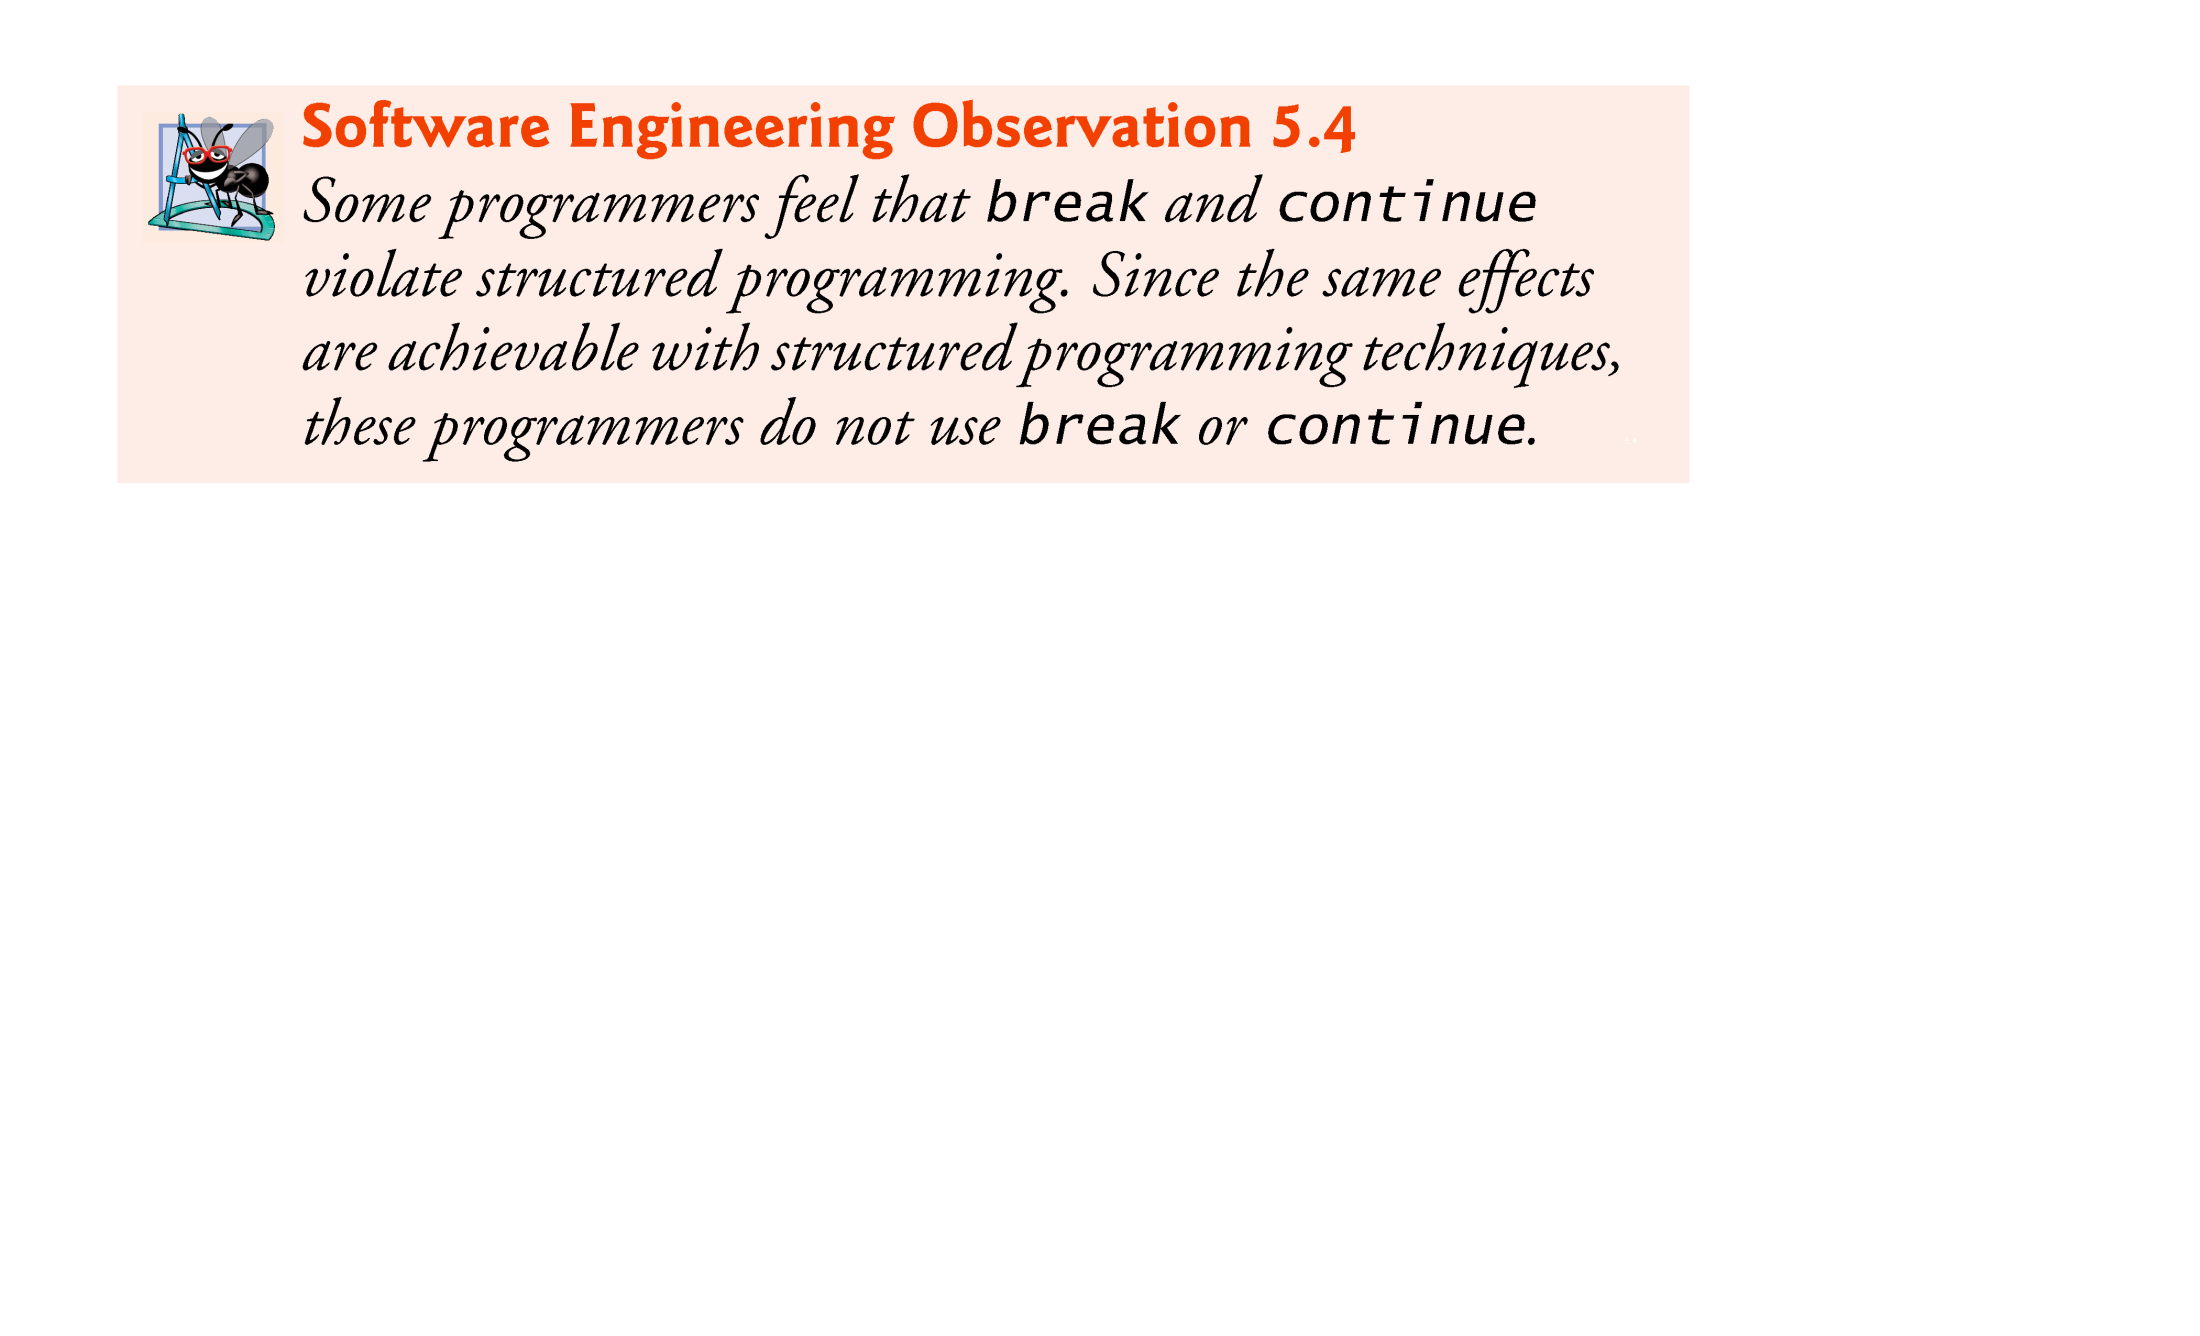 Software Engineering Observation 5.4
Some programmers feel that break and continue
violate structured programming. Since the same effects
are achievable with structured programming techniques,
these programmers do not use break or continue.